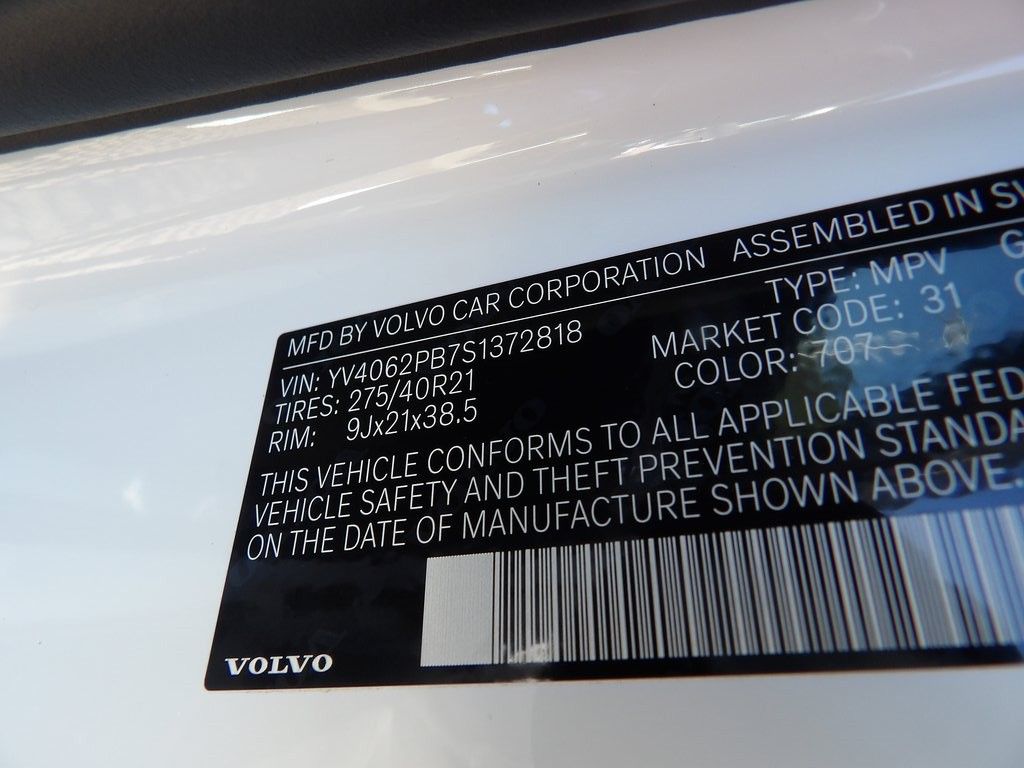 MFD BY VOLVO CAR CORPORATION ASSEMBLED IN
VIN: YV4062PB7S1372818 TYPE: MPV
TIRES: 275/40R21 MARKET CODE: 31
RIM: 9Jx21x38.5 COLOR: 707
THIS VEHICLE CONFORMS TO ALL APPLICABLE
VEHICLE SAFETY AND THEFT PREVENTION
ON THE DATE OF MANUFACTURE SHOWN ABOVE.
VOLVO